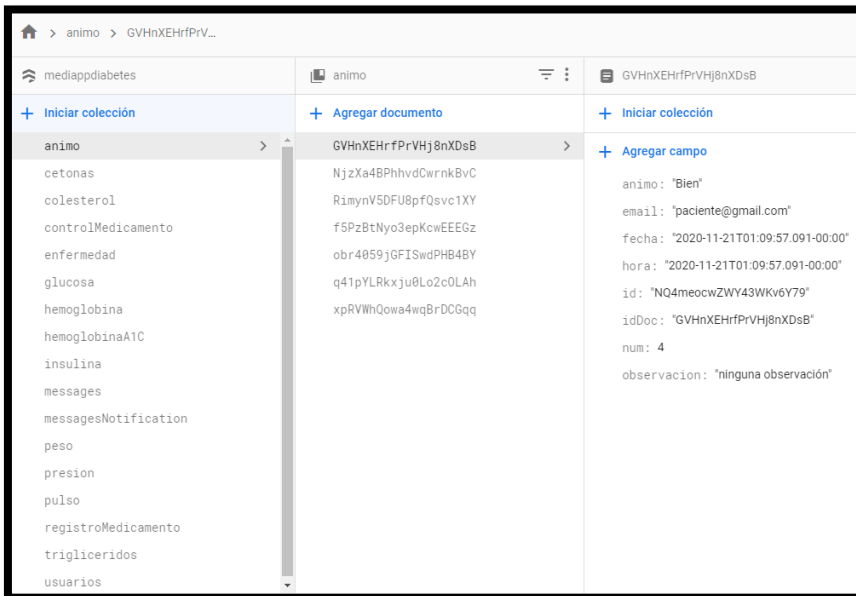 animo > GVHnXEHrfPrV...
mediappdiabetes
+ Iniciar colección
animo
cetonas
colesterol
controlMedicamento
enfermedad
glucosa
hemoglobina
hemoglobinaA1C
insulina
messages
messagesNotification
peso
presion
pulso
registroMedicamento
trigliceridos
usuarios
animo
+ Agregar documento
GVHnXEHrfPrVHj8nXDsB
NjzXa4BPhhvdCwrnkBvC
RimynV5DFU8pfQsvc1XY
f5PzBtNyo3epKcwEEEGz
obr4059jGFISwdPHB4BY
q41pYLRkxju0Lo2cOLAh
xpRVWhQowa4wqBrDCGqq
GVHnXEHrfPrVHj8nXDsB
+ Iniciar colección
+ Agregar campo
animo: "Bien"
email: "paciente@gmail.com"
fecha: "2020-11-21T01:09:57.091-00:00"
hora: "2020-11-21T01:09:57.091-00:00"
id: "NQ4meocwZWY43WKv6Y79"
idDoc: "GVHnXEHrfPrVHj8nXDsB"
num: 4
observacion: "ninguna observación"